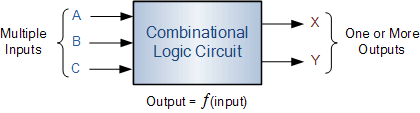 Multiple
Inputs
A
B
C
Combinational
Logic Circuit
X
Y
One or More
Outputs
Output = f(input)